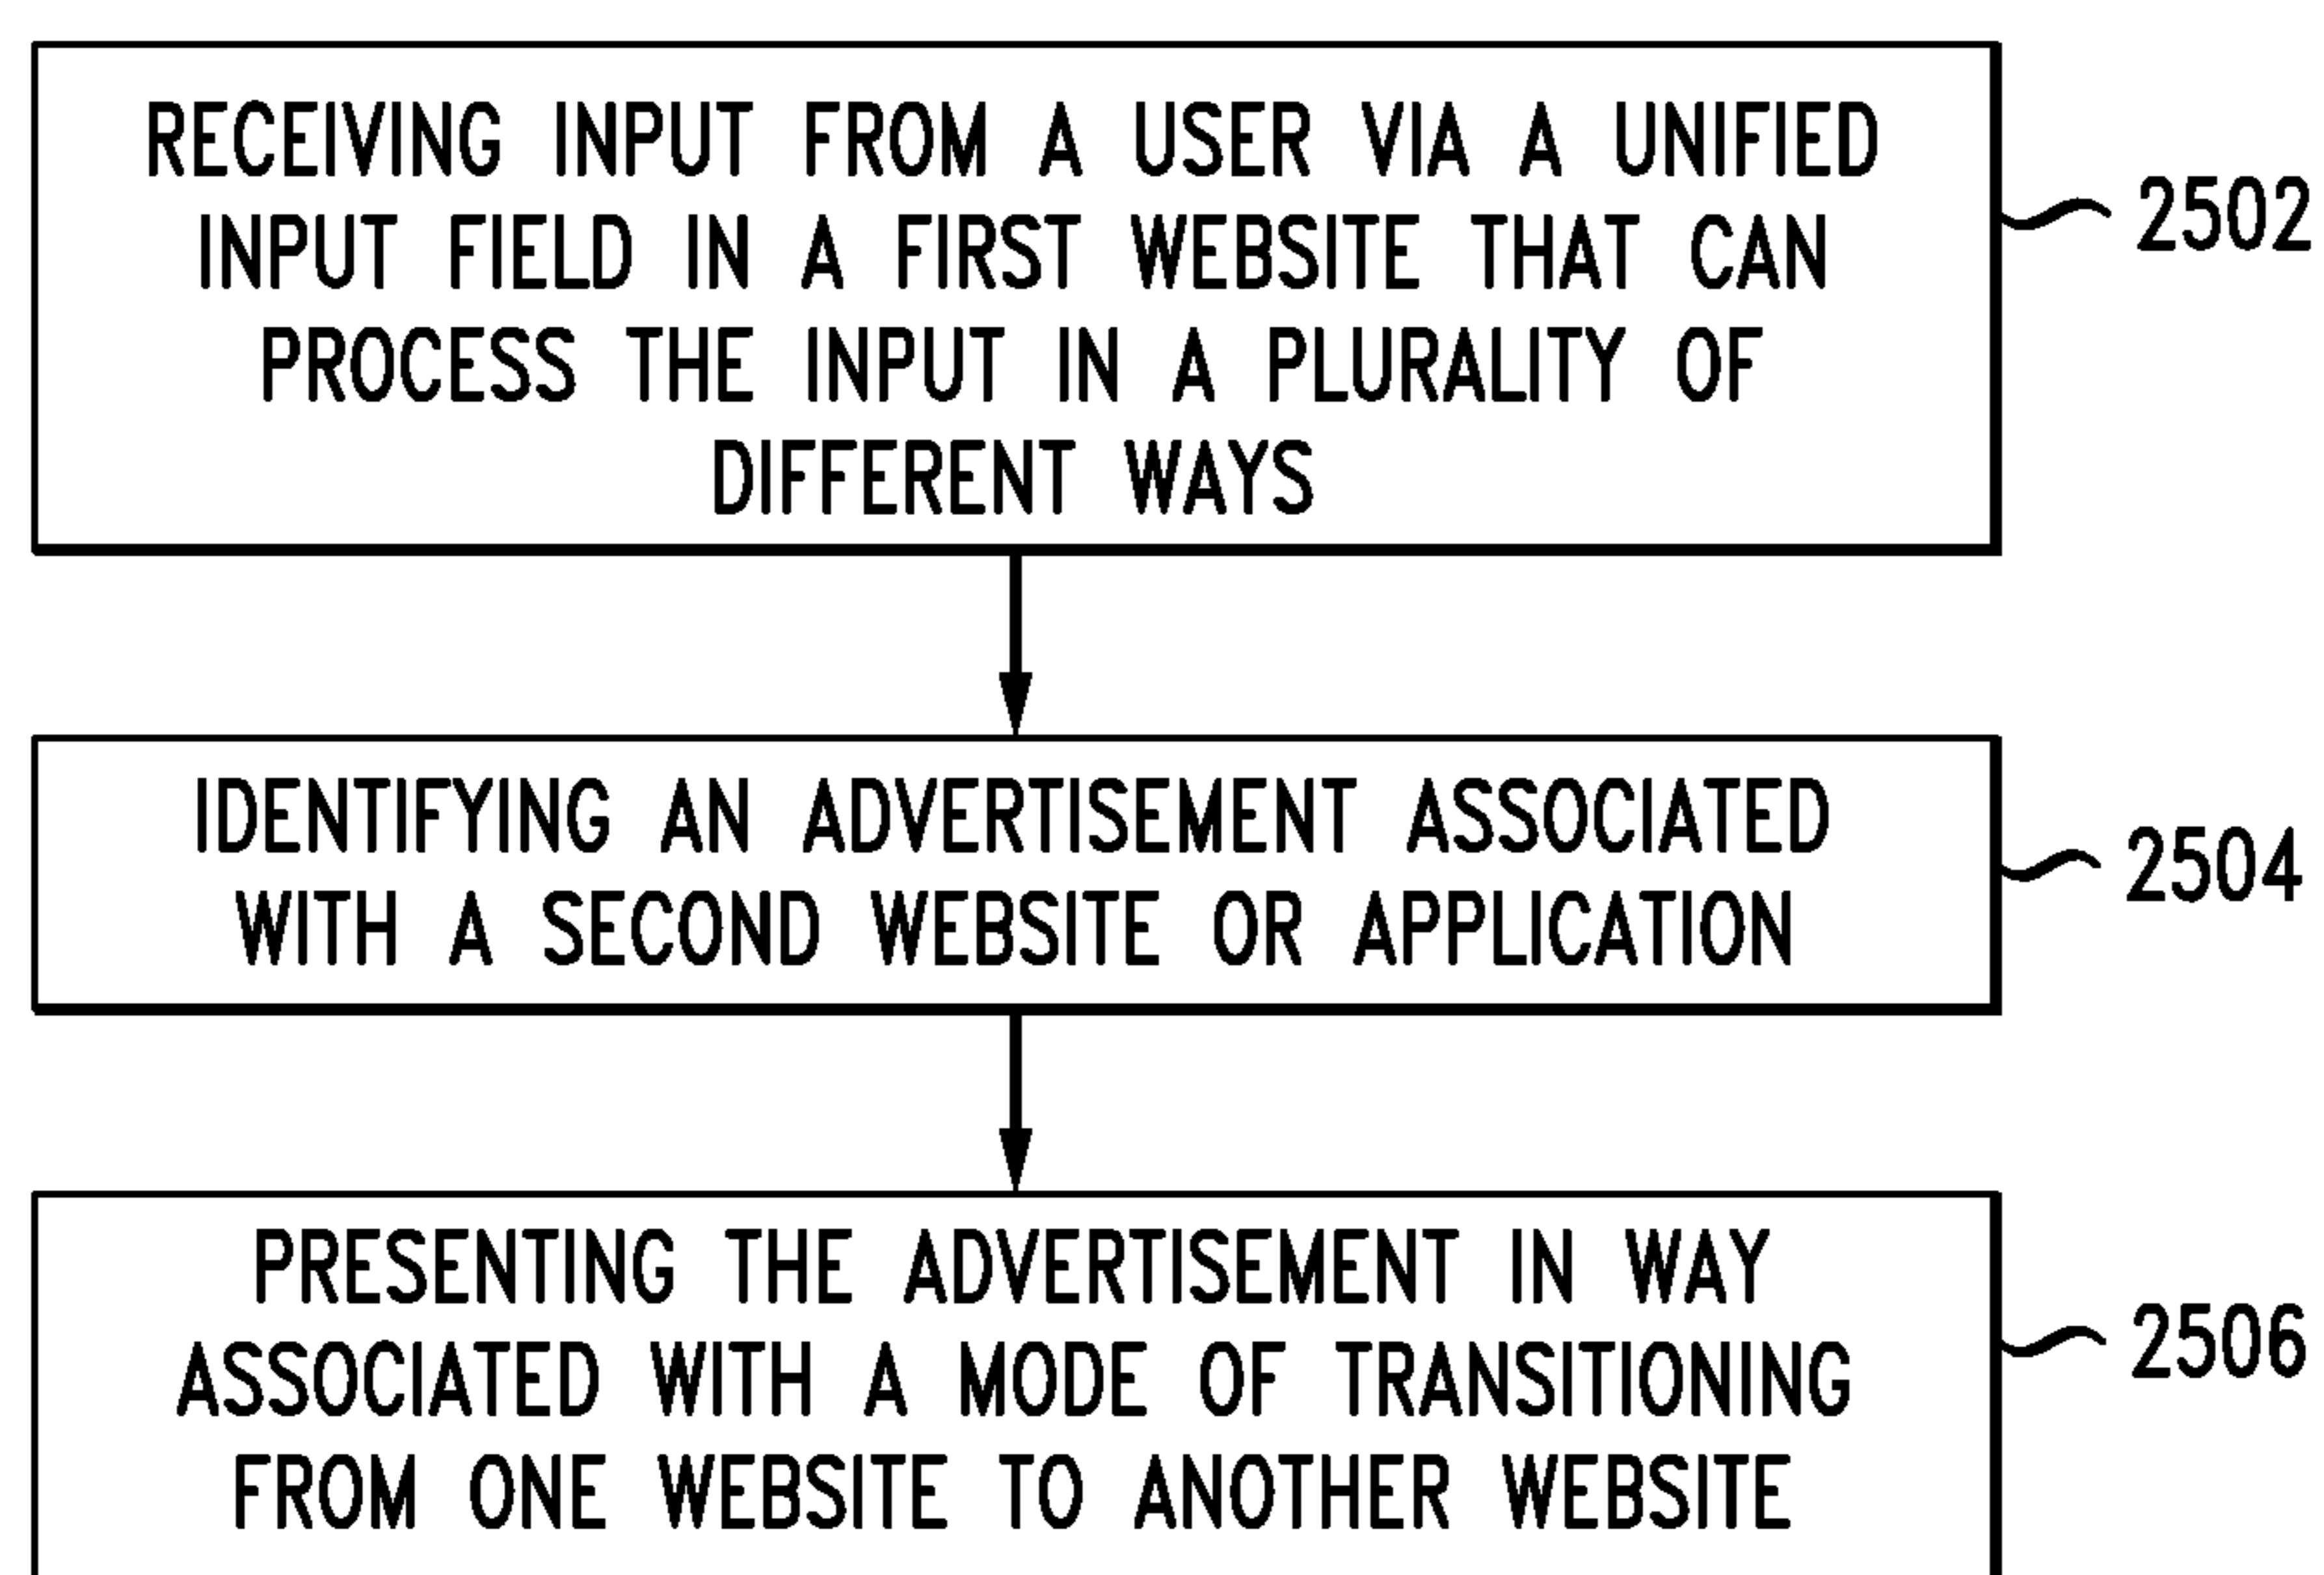 RECEIVING INPUT FROM A USER VIA A UNIFIED
INPUT FIELD IN A FIRST WEBSITE THAT CAN
PROCESS THE INPUT IN A PLURALITY OF
DIFFERENT WAYS
2502
IDENTIFYING AN ADVERTISEMENT ASSOCIATED
WITH A SECOND WEBSITE OR APPLICATION
2504
PRESENTING THE ADVERTISEMENT IN WAY
ASSOCIATED WITH A MODE OF TRANSITIONING
FROM ONE WEBSITE TO ANOTHER WEBSITE
2506